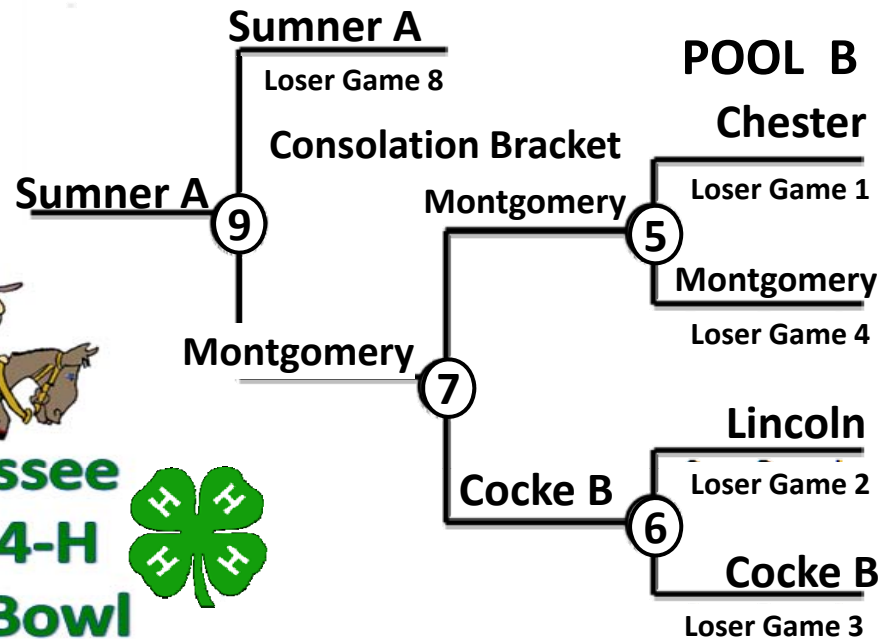 Sumner A
Loser Game 8
POOL B
Chester
Loser Game 1
Consolation Bracket
Sumner A
9
Montgomery
5
Montgomery
Loser Game 4
Montgomery
7
Lincoln
Loser Game 2
Cocke B
6
Cocke B
Loser Game 3
ssee
4-H
Bowl
H H
H H